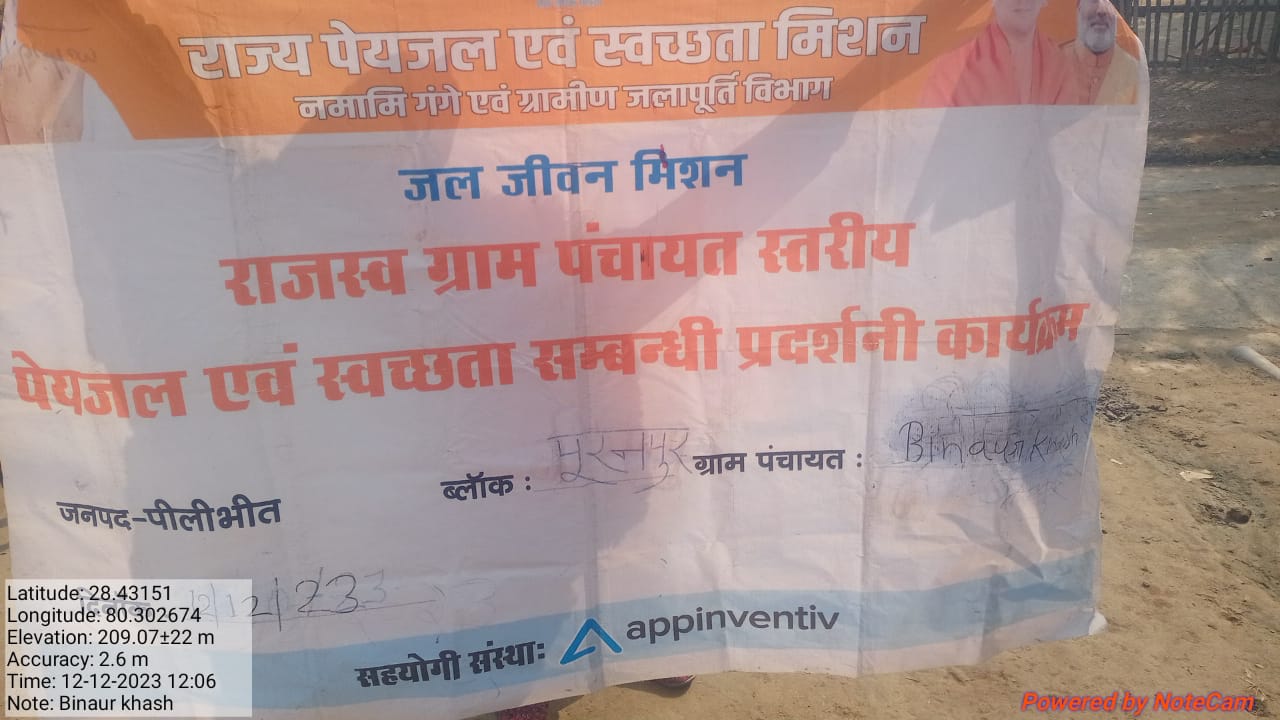 राज्य पेयजल एवं स्वच्छता मिशन
नमामि गंगे एवं ग्रामीण जलापूर्ति विभाग
जल जीवन मिशन
राजस्व ग्राम पंचायत स्तरीय
पेयजल एवं स्वच्छता सम्बन्धी प्रदर्शनी कार्यक्रम
ब्लॉक : पूरनपुर ग्राम पंचायत :
जनपद-पीलीभीत
12/12/23
सहयोगी संस्थाः appinventiv
Latitude: 28.43151
Longitude: 80.302674
Elevation: 209.07±22 m
Accuracy: 2.6 m
Time: 12-12-2023 12:06
Note: Binaur khash
Powered by NoteCam